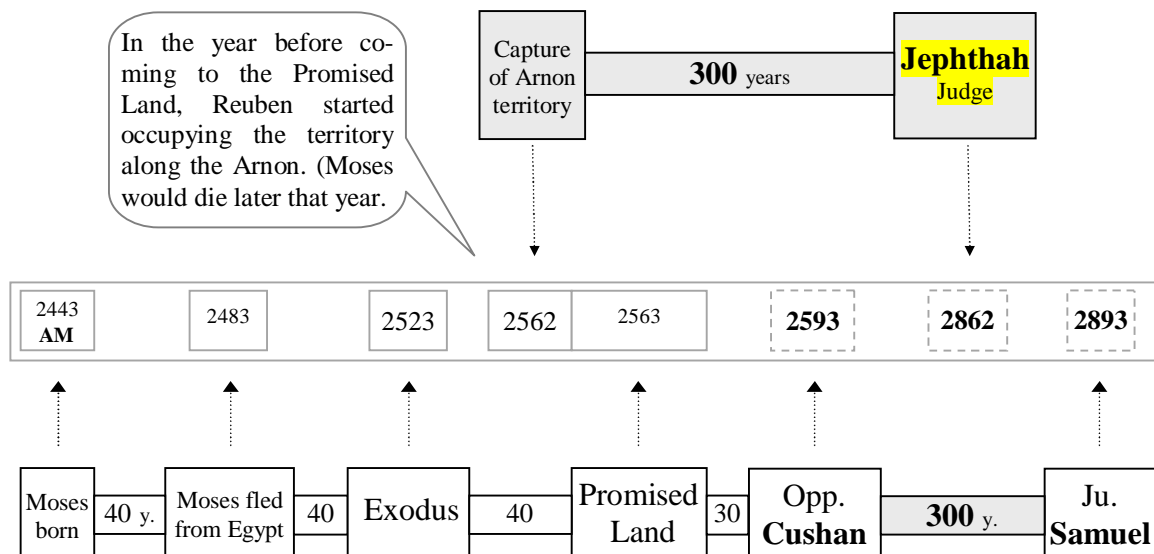 In the year before co-
ming to the Promised
Land, Reuben started
occupying the territory
along the Arnon. (Moses
would die later that year.
Capture
of Arnon
territory
300 years
Jephthah
Judge
2443
AM
2483
2523
2562
2563
2593
2862
2893
Moses
born
40 y.
Moses fled
from Egypt
40
Exodus
40
Promised
Land
30
Opp.
Cushan
300 y.
Ju.
Samuel